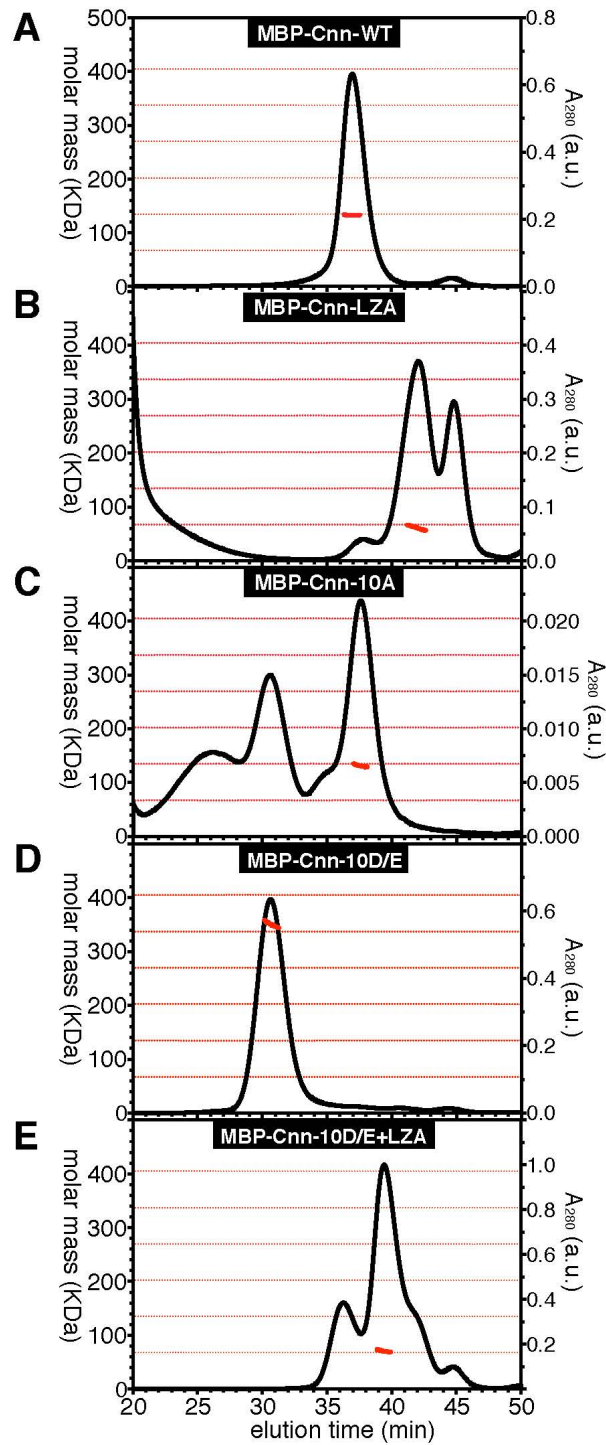 A
MBP-Cnn-WT
molar mass (KDa)
500
400
300
200
100
0
0.8
0.6
0.4
0.2
0.0
A280 (a.u.)
B
MBP-Cnn-LZA
molar mass (KDa)
400
300
200
100
0
0.0
0.4
0.3
0.2
0.1
0.0
A280 (a.u.)
C
MBP-Cnn-10A
molar mass (KDa)
400
300
200
100
0
0.020
0.015
0.010
0.005
0.000
A280 (a.u.)
D
MBP-Cnn-10D/E
molar mass (KDa)
400
300
200
100
0
0.6
0.4
0.2
0.0
A280 (a.u.)
E
MBP-Cnn-10D/E+LZA
molar mass (KDa)
400
300
200
100
0
1.0
0.8
0.6
0.4
0.2
A280 (a.u.)
20 25 30 35 40 45 50
elution time (min)